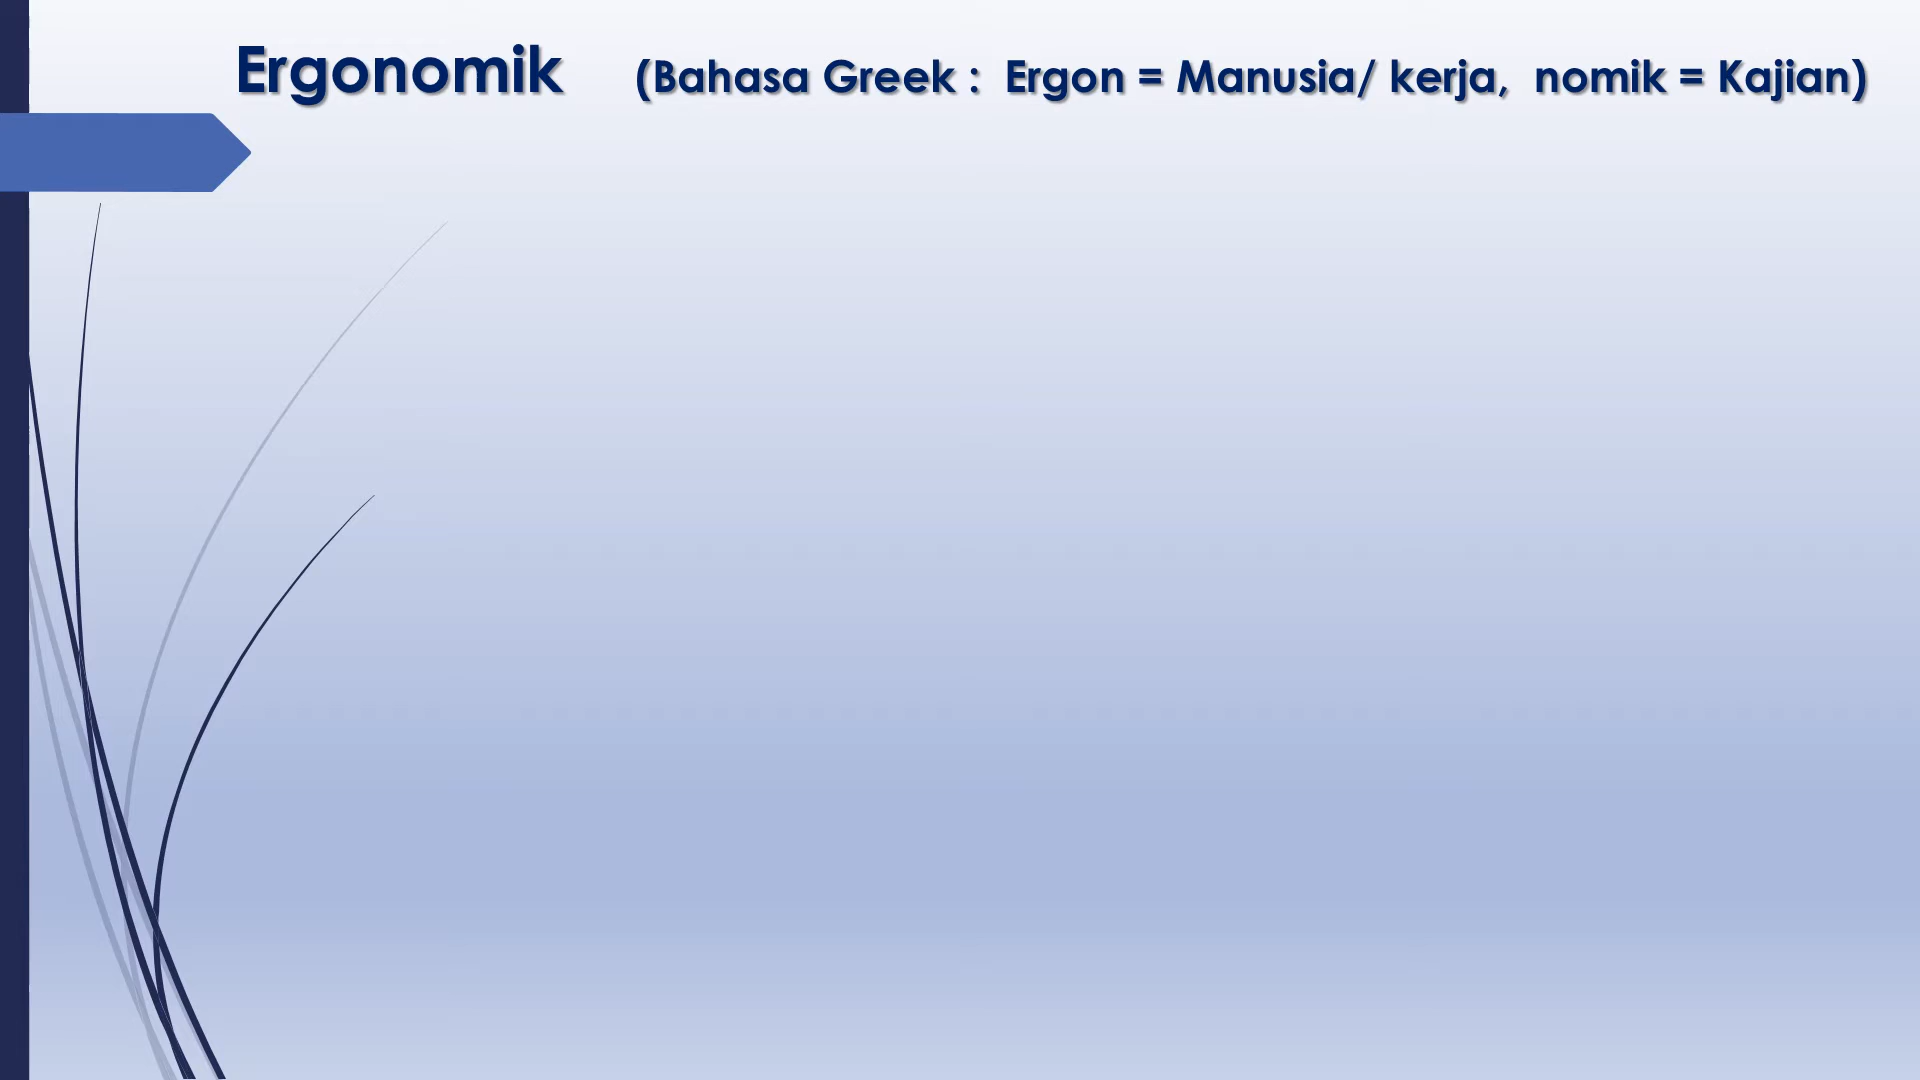 Ergonomik (Bahasa Greek : Ergon = Manusia/ kerja, nomik = Kajian)